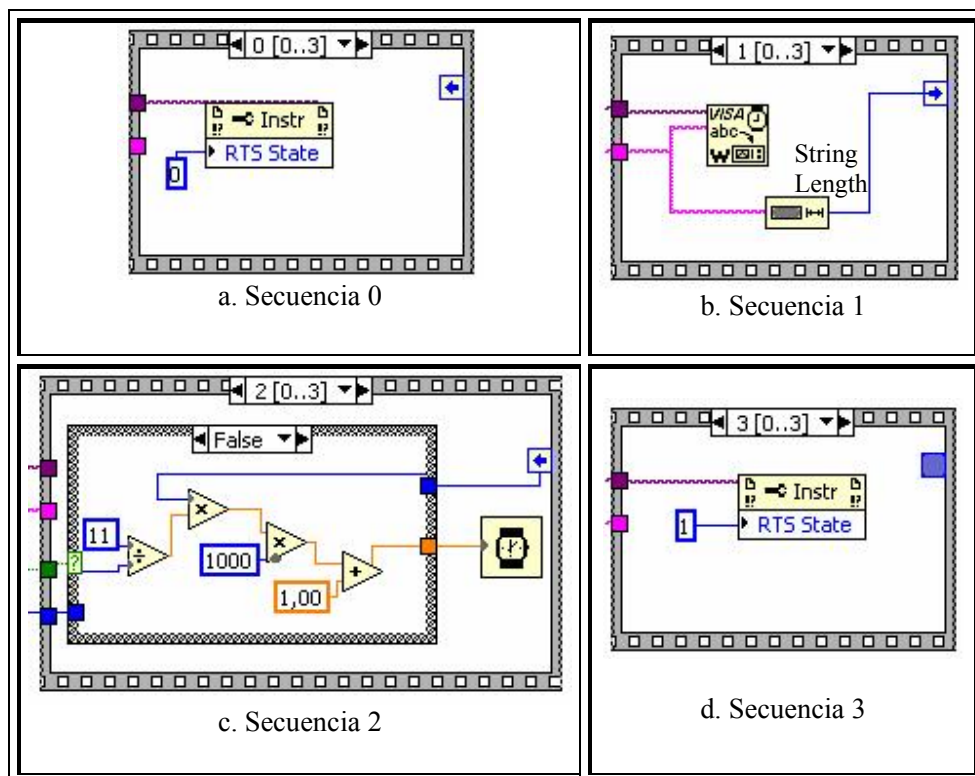 0 [0..3]
Instr
RTS State
0
a. Secuencia 0
1 [0..3]
VISA
abc
W
String
Length
b. Secuencia 1
2 [0..3]
False
11
1000
1,00
?
c. Secuencia 2
3 [0..3]
Instr
RTS State
1
d. Secuencia 3